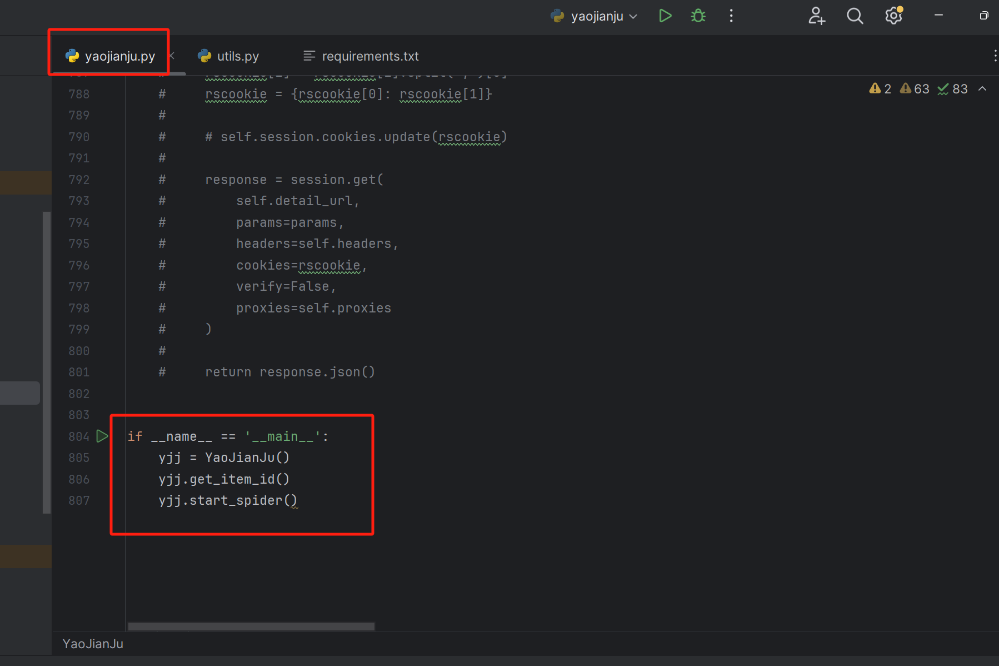 yaojianju
yaojianju.py
utils.py
requirements.txt
2 63 83
788 # rscookie = {rscookie[0]: rscookie[1]}
789 #
790 # # self.session.cookies.update(rscookie)
791 #
792 # response = session.get(
793 # self.detail_url,
794 # params=params,
795 # headers=self.headers,
796 # cookies=rscookie,
797 # verify=False,
798 # proxies=self.proxies
799 # )
800 #
801 # return response.json()
802
803
804 if __name__ == '__main__':
805 yjj = YaoJianJu()
806 yjj.get_item_id()
807 yjj.start_spider()
YaoJianJu